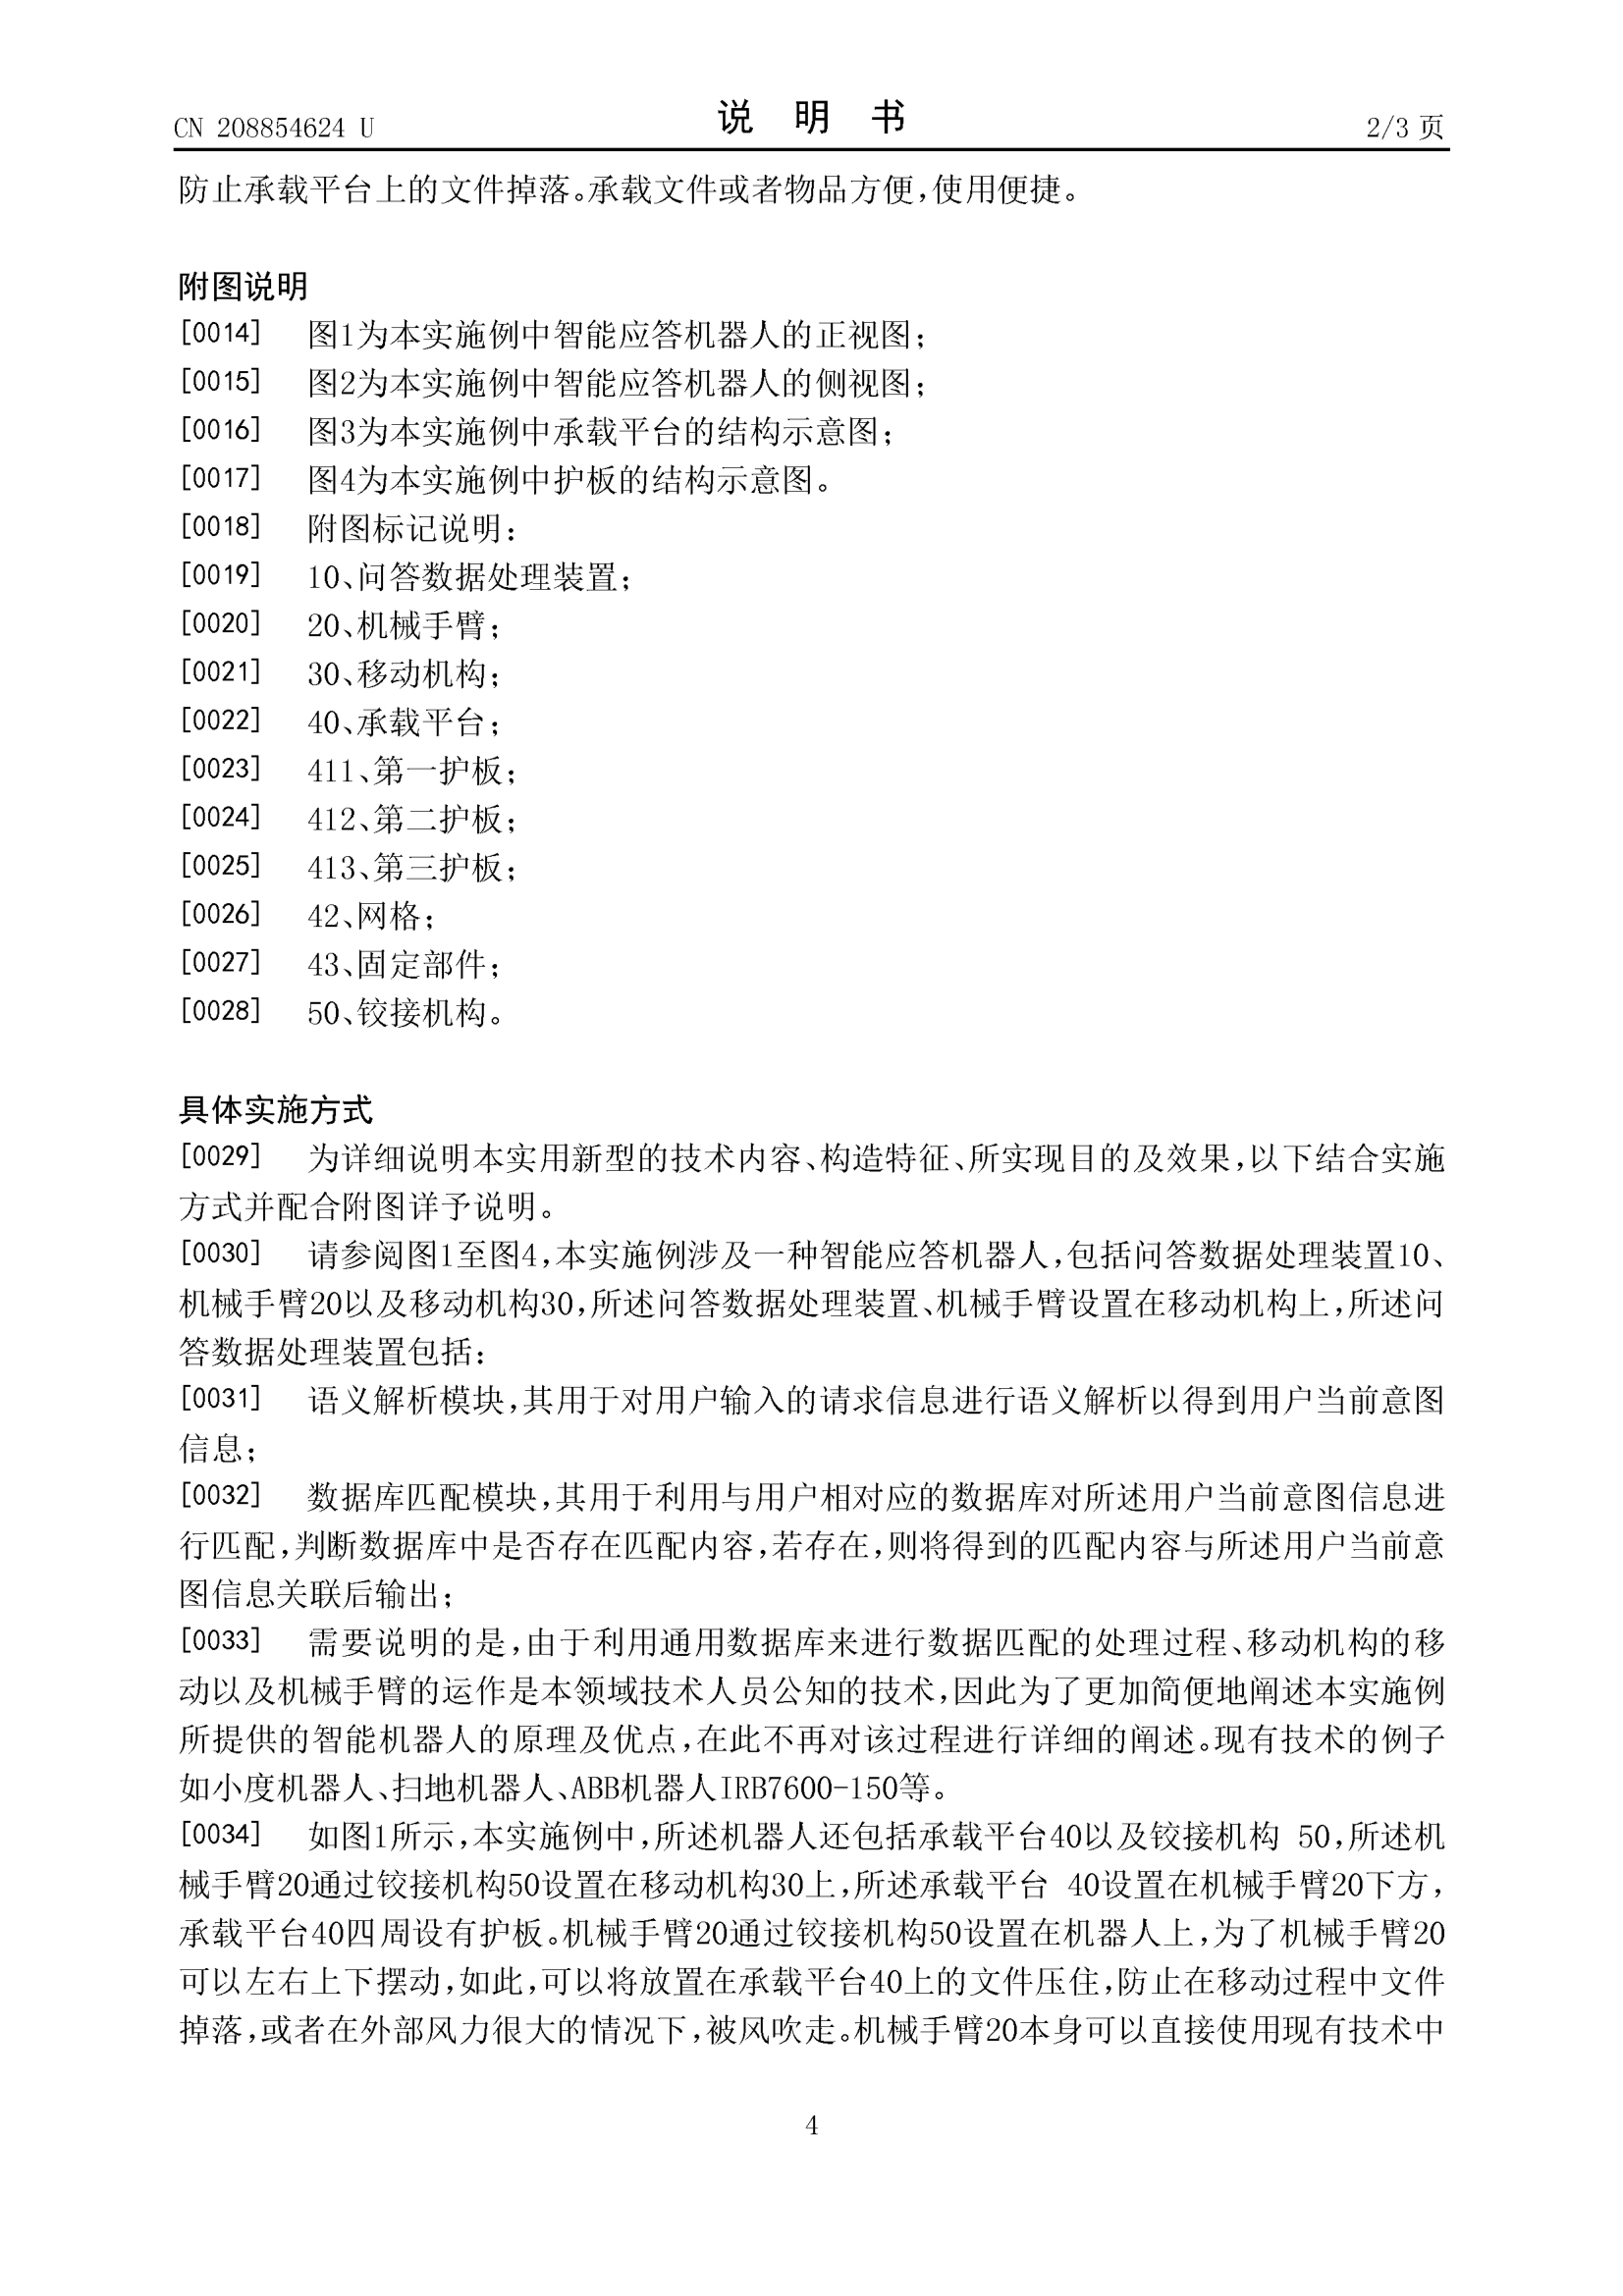 CN 208854624 U
说 明 书
2/3 页
防止承载平台上的文件掉落。承载文件或者物品方便,使用便捷。
附图说明
[0014] 图1为本实施例中智能应答机器人的正视图;
[0015] 图2为本实施例中智能应答机器人的侧视图;
[0016] 图3为本实施例中承载平台的结构示意图;
[0017] 图4为本实施例中护板的结构示意图。
[0018] 附图标记说明:
[0019] 10、问答数据处理装置;
[0020] 20、机械手臂;
[0021] 30、移动机构;
[0022] 40、承载平台;
[0023] 411、第一护板;
[0024] 412、第二护板;
[0025] 413、第三护板;
[0026] 42、网格;
[0027] 43、固定部件;
[0028] 50、铰接机构。
具体实施方式
[0029] 为详细说明本实用新型的技术内容、构造特征、所实现目的及效果,以下结合实施
方式并配合附图详予说明。
[0030] 请参阅图1至图4,本实施例涉及一种智能应答机器人,包括问答数据处理装置10、
机械手臂20以及移动机构30,所述问答数据处理装置、机械手臂设置在移动机构上,所述问
答数据处理装置包括:
[0031] 语义解析模块,其用于对用户输入的请求信息进行语义解析以得到用户当前意图
信息;
[0032] 数据库匹配模块,其用于利用与用户相对应的数据库对所述用户当前意图信息进
行匹配,判断数据库中是否存在匹配内容,若存在,则将得到的匹配内容与所述用户当前意
图信息关联后输出;
[0033] 需要说明的是,由于利用通用数据库来进行数据匹配的处理过程、移动机构的移
动以及机械手臂的运作是本领域技术人员公知的技术,因此为了更加简便地阐述本实施例
所提供的智能机器人的原理及优点,在此不再对该过程进行详细的阐述。现有技术的例子
如小度机器人、扫地机器人、ABB机器人IRB7600-150等。
[0034] 如图1所示,本实施例中,所述机器人还包括承载平台40以及铰接机构 50,所述机
械手臂20通过铰接机构50设置在移动机构30上,所述承载平台 40设置在机械手臂20下方,
承载平台40四周设有护板。机械手臂20通过铰接机构50设置在机器人上,为了机械手臂20
可以左右上下摆动,如此,可以将放置在承载平台40上的文件压住,防止在移动过程中文件
掉落,或者在外部风力很大的情况下,被风吹走。机械手臂20本身可以直接使用现有技术中
4